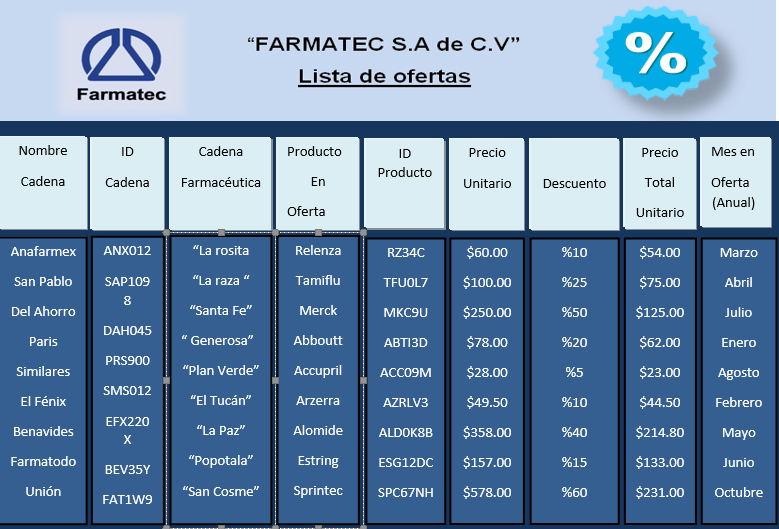 “FARMATEC S.A de C.V”
Lista de ofertas
%
Farmatec
Nombre Cadena | ID Cadena | Cadena Farmacéutica | Producto En Oferta | ID Producto | Precio Unitario | Descuento | Precio Total Unitario | Mes en Oferta (Anual)
Anafarmex | ANX012 | “La rosita | Relenza | RZ34C | $60.00 | %10 | $54.00 | Marzo
San Pablo | SAP1098 | “La raza “ | Tamiflu | TFU0L7 | $100.00 | %25 | $75.00 | Abril
Del Ahorro | DAH045 | “Santa Fe” | Merck | MKC9U | $250.00 | %50 | $125.00 | Julio
Paris | PRS900 | “ Generosa” | Abboutt | ABTI3D | $78.00 | %20 | $62.00 | Enero
Similares | SMS012 | “Plan Verde” | Accupril | ACC09M | $28.00 | %5 | $23.00 | Agosto
El Fénix | EFX220X | “El Tucán” | Arzerra | AZRLV3 | $49.50 | %10 | $44.50 | Febrero
Benavides | BEV35Y | “La Paz” | Alomide | ALD0K8B | $358.00 | %40 | $214.80 | Mayo
Farmatodo | FAT1W9 | “Popotala” | Estring | ESG12DC | $157.00 | %15 | $133.00 | Junio
Unión | “San Cosme” | Sprintec | SPC67NH | $578.00 | %60 | $231.00 | Octubre